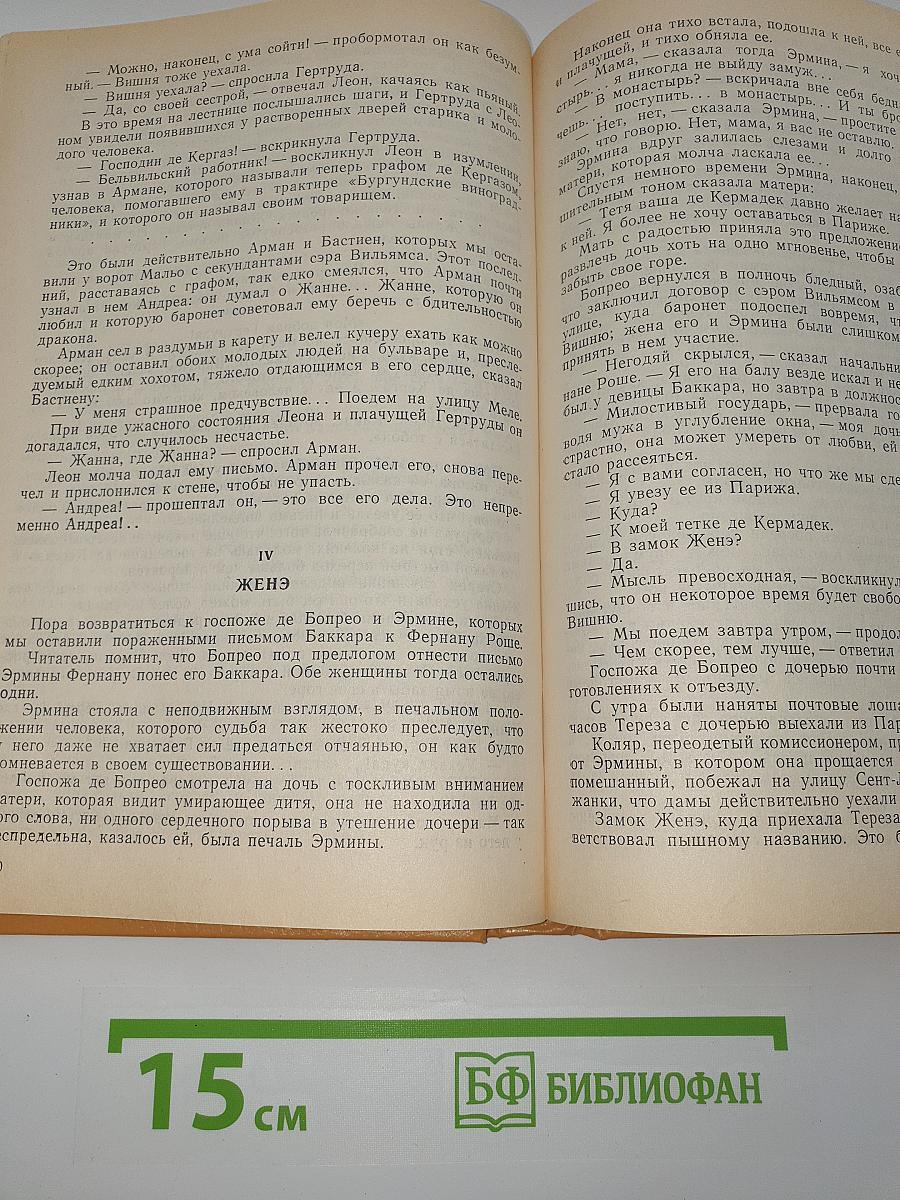 — Можно, наконец, с ума сойти! — пробормотал он как безум-
ный. — Вишня тоже уехала.
— Вишня уехала? — спросила Гертруда.
— Да, со своей сестрой, — отвечал Леон, качаясь как пьяный.
В это время на лестнице послышались шаги, и Гертруда с Лео-
ном увидели появившихся у растворенных дверей старика и моло-
дого человека.
— Господин де Кергаз! — вскрикнула Гертруда.
— Бельвильский работник! — воскликнул Леон в изумлении,
узнав в Армане, которого называли теперь графом де Кергазом,
человека, помогавшего ему в трактире «Бургундские виноград-
ники», и которого он называл своим товарищем.
. . . . . . . . . . . . . . . . . . . .
Это были действительно Арман и Бастиен, которых мы оста-
вили у ворот Мальо с секундантами сэра Вильямса. Этот послед-
ний, расставаясь с графом, так едко смеялся, что Арман почти
узнал в нем Андреа: он думал о Жанне... Жанне, которую он
любил и которую баронет советовал ему беречь с бдительностью
дракона.
Арман сел в раздумьи в карету и велел кучеру ехать как можно
скорее; он оставил обоих молодых людей на бульваре и, пресле-
дуемый едким хохотом, тяжело отдающимся в его сердце, сказал
Бастиену:
— У меня страшное предчувствие... Поедем на улицу Меле.
При виде ужасного состояния Леона и плачущей Гертруды он
догадался, что случилось несчастье.
— Жанна, где Жанна? — спросил Арман.
Леон молча подал ему письмо. Арман прочел его, снова пере-
чел и прислонился к стене, чтобы не упасть.
— Андреа! — прошептал он, — это все его дела. Это непре-
менно Андреа!..
IV
ЖЕНЭ
Пора возвратиться к госпоже де Бопрео и Эрмине, которых
мы оставили пораженными письмом Баккара к Фернану Роше.
Читатель помнит, что Бопрео под предлогом отнести письмо
Эрмины Фернану понес его Баккара. Обе женщины тогда остались
одни.
Эрмина стояла с неподвижным взглядом, в печальном поло-
жении человека, которого судьба так жестоко преследует, что
у него даже не хватает сил предаться отчаянью, он как будто
омневается в своем существовании...
Госпожа де Бопрео смотрела на дочь с тоскливым вниманием
атери, которая видит умирающее дитя, она не находила ни од-
ого слова, ни одного сердечного порыва в утешение дочери — так
еспредельна, казалось ей, была печаль Эрмины.
0
Наконец она тихо встала, подошла к ней, все е
и плачущей, и тихо обняла ее.
— Мама, — сказала тогда Эрмина, — я хоч
стырь... я никогда не выйду замуж...
— В монастырь? — вскричала вне себя бедн
чешь... поступить... в монастырь... И ты бро
— Нет, нет, — сказала Эрмина, — простите
знаю, что говорю. Нет, мама, я вас не оставлю.
Эрмина вдруг залилась слезами и долго
матери, которая молча ласкала ее...
Спустя немного времени Эрмина, наконец,
шительным тоном сказала матери:
— Тетя ваша де Кермадек давно желает на
к ней. Я более не хочу оставаться в Париже.
Мать с радостью приняла это предложение
развлечь дочь хоть на одно мгновенье, чтобы
забыть свое горе.
Бопрео вернулся в полночь бледный, озаб
что заключил договор с сэром Вильямсом в
улице, куда баронет подоспел вовремя, чт
Вишню; жена его и Эрмина были слишком
принять в нем участие.
— Негодяй скрылся, — сказал начальни
нане Роше. — Я его на балу везде искал и не
был у девицы Баккара, но завтра в должнос
— Милостивый государь, — прервала го
водя мужа в углубление окна, — моя дочь
страстно, она может умереть от любви, ей
стало рассеяться.
— Я с вами согласен, но что же мы сде
— Я увезу ее из Парижа.
— Куда?
— К моей тетке де Кермадек.
— В замок Женэ?
— Да.
— Мысль превосходная, — воскликнул
шись, что он некоторое время будет свобо
Вишню.
— Мы поедем завтра утром, — продол
— Чем скорее, тем лучше, — ответил
Госпожа де Бопрео с дочерью почти
готовлениях к отъезду.
С утра были наняты почтовые лоша
часов Тереза с дочерью выехали из Пар
Коляр, переодетый комиссионером, пр
от Эрмины, в котором она прощается
помешанный, побежал на улицу Сент-Л
жанки, что дамы действительно уехали
Замок Женэ, куда приехала Тереза
ветствовал пышному названию. Это б
15 см
БФ БИБЛИОФАН